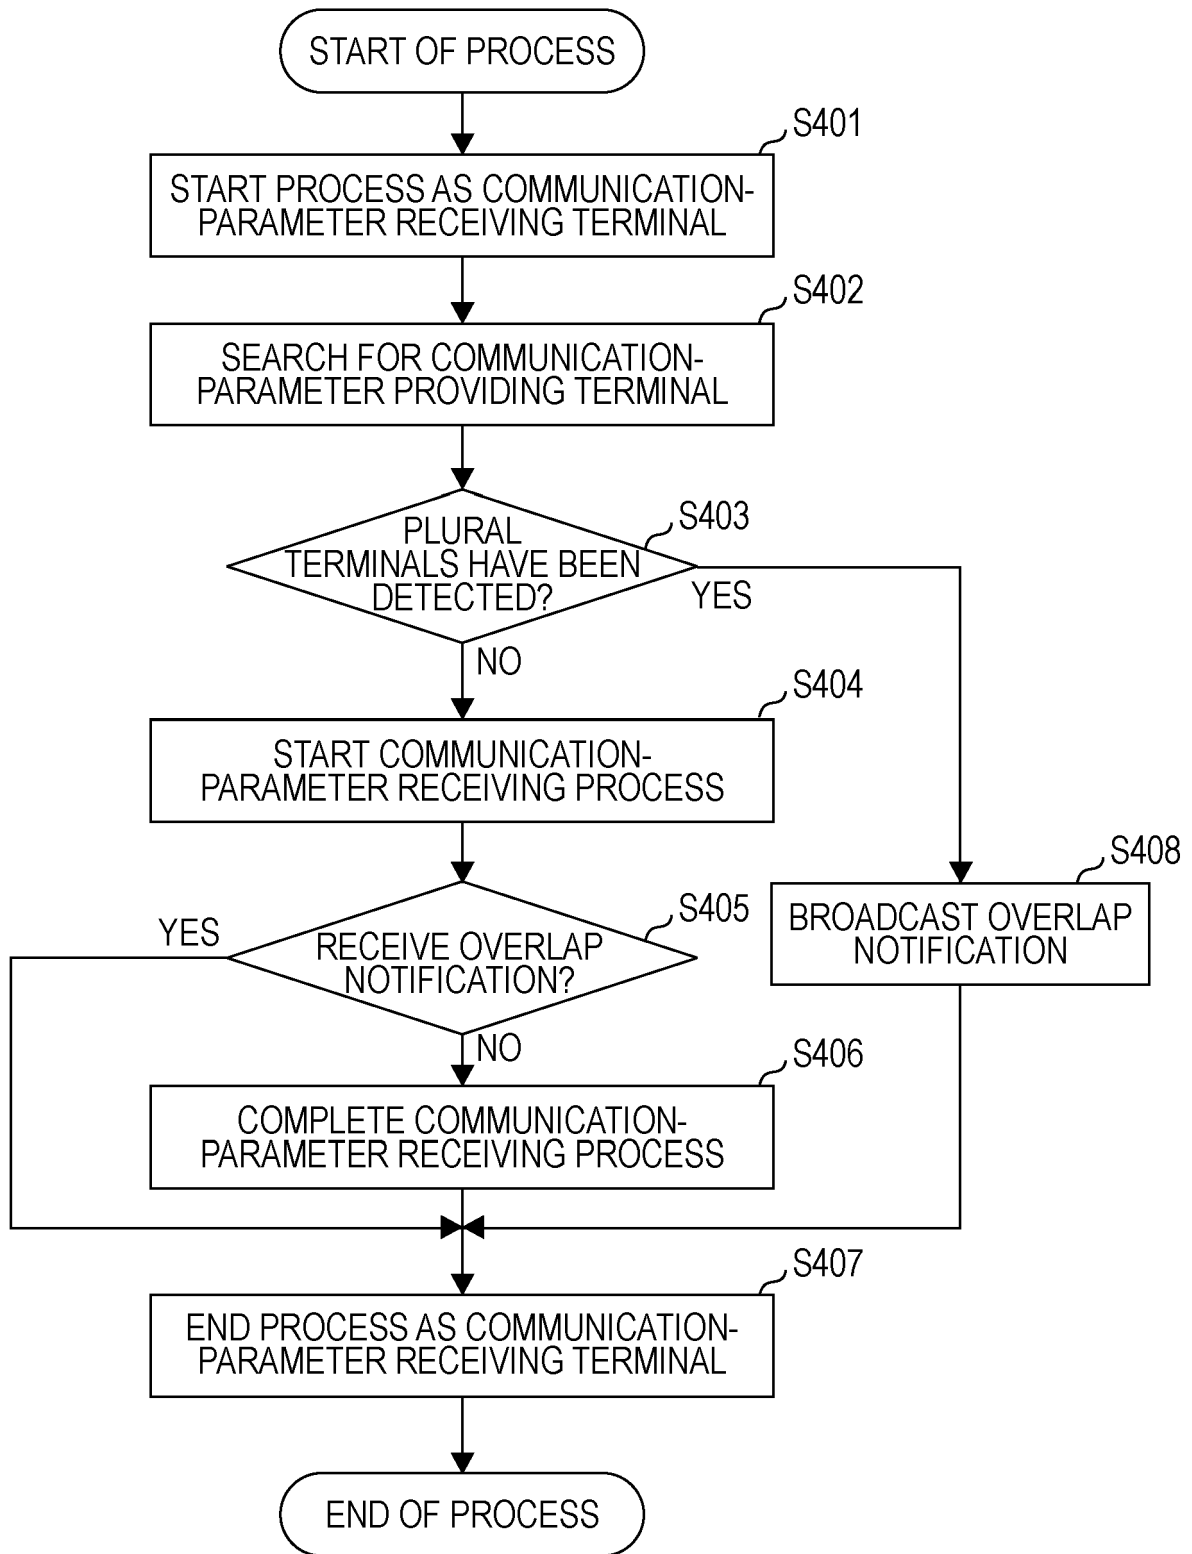 START OF PROCESS
S401
START PROCESS AS COMMUNICATION-
PARAMETER RECEIVING TERMINAL
S402
SEARCH FOR COMMUNICATION-
PARAMETER PROVIDING TERMINAL
S403
PLURAL
TERMINALS HAVE BEEN
DETECTED?
YES
NO
S404
START COMMUNICATION-
PARAMETER RECEIVING PROCESS
S408
BROADCAST OVERLAP
NOTIFICATION
S405
YES
RECEIVE OVERLAP
NOTIFICATION?
NO
S406
COMPLETE COMMUNICATION-
PARAMETER RECEIVING PROCESS
S407
END PROCESS AS COMMUNICATION-
PARAMETER RECEIVING TERMINAL
END OF PROCESS